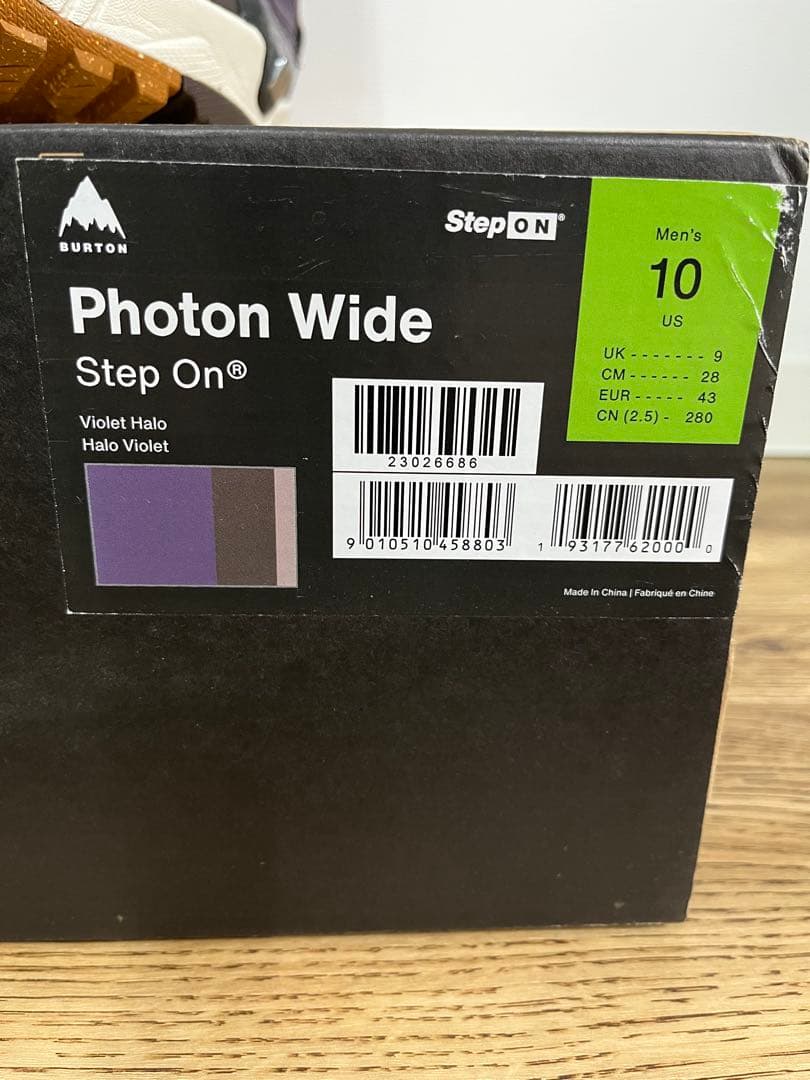 BURTON
StepON®
Photon Wide
Step On®
Violet Halo
Halo Violet
Men's
10
US
UK - - - - - - - 9
CM - - - - - - 28
EUR - - - - - 43
CN (2.5) - 280
23026686
9 010510 458803
1 93177 62000 0
Made In China | Fabriqué en Chine